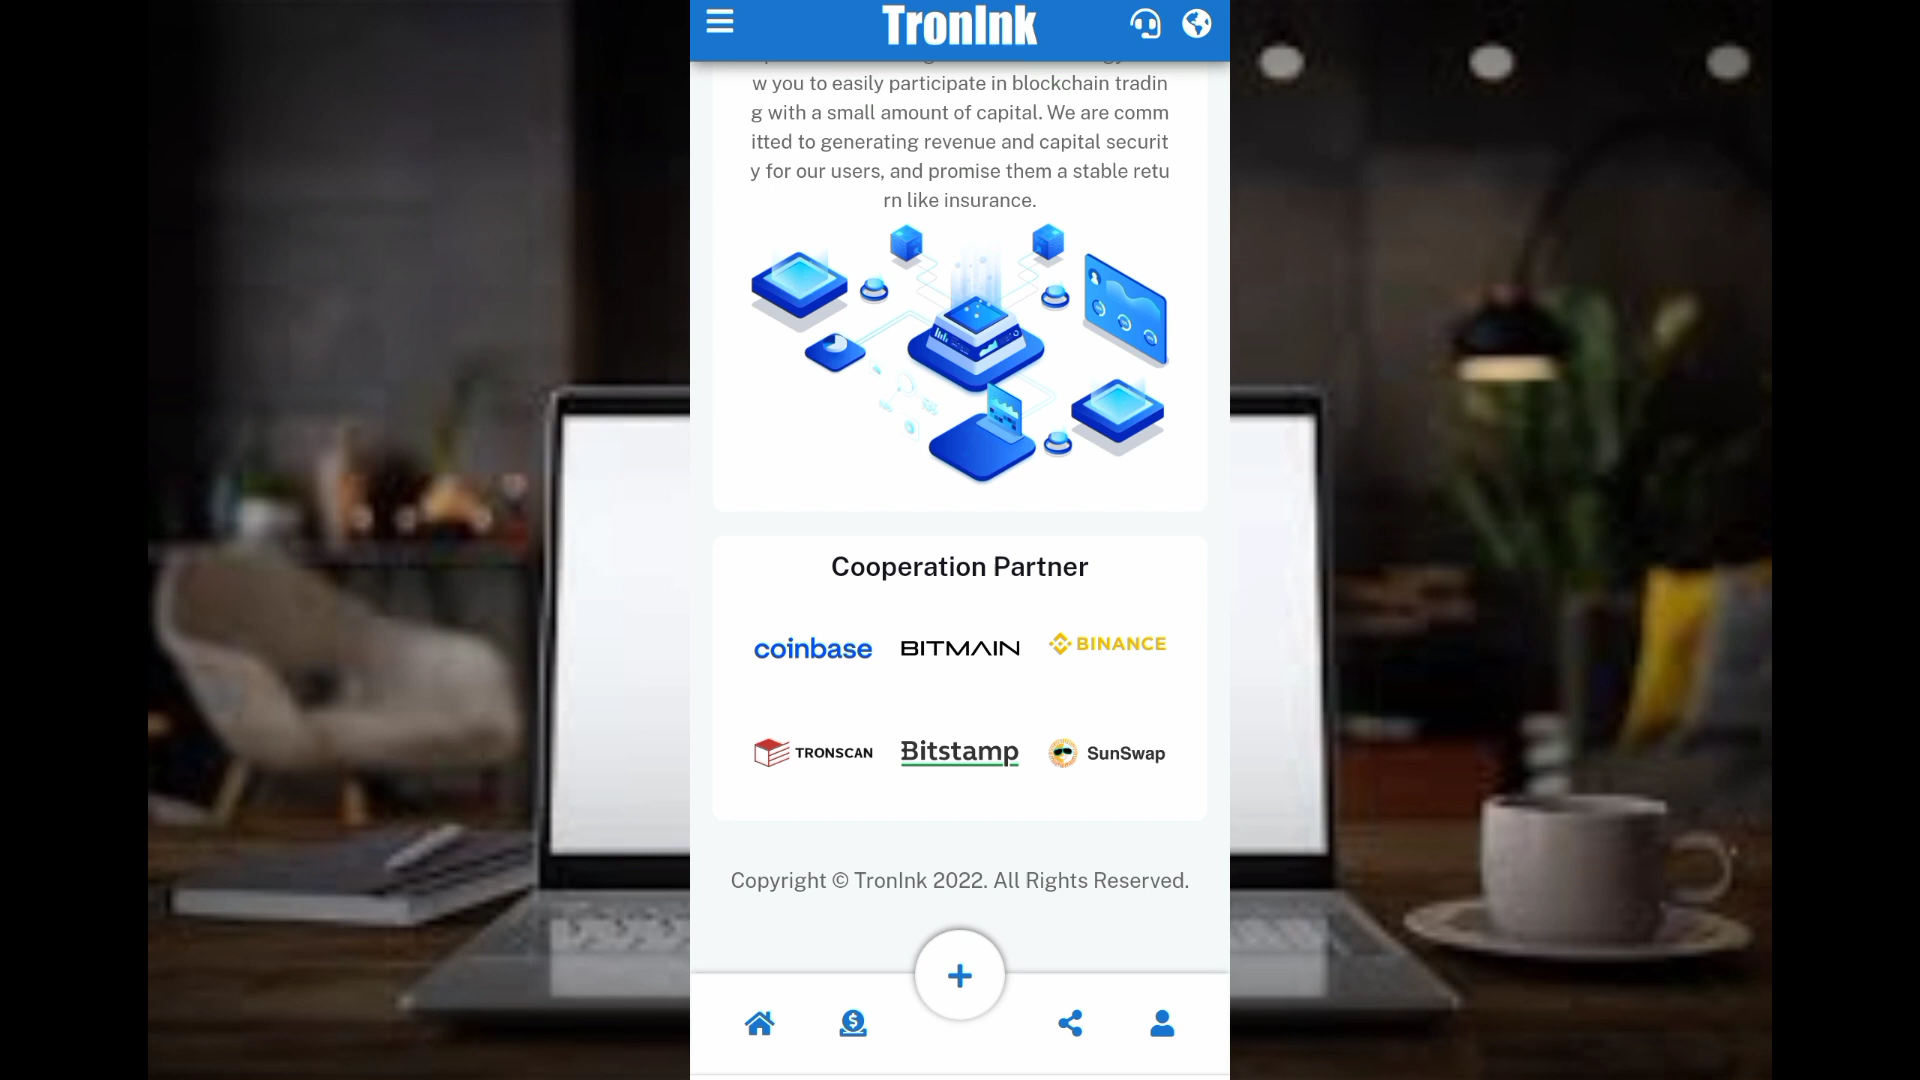 TronInk
w you to easily participate in blockchain tradin
g with a small amount of capital. We are comm
itted to generating revenue and capital securit
y for our users, and promise them a stable retu
rn like insurance.
Cooperation Partner
coinbase BITMAIN BINANCE
TRONSCAN Bitstamp SunSwap
Copyright © TronInk 2022. All Rights Reserved.